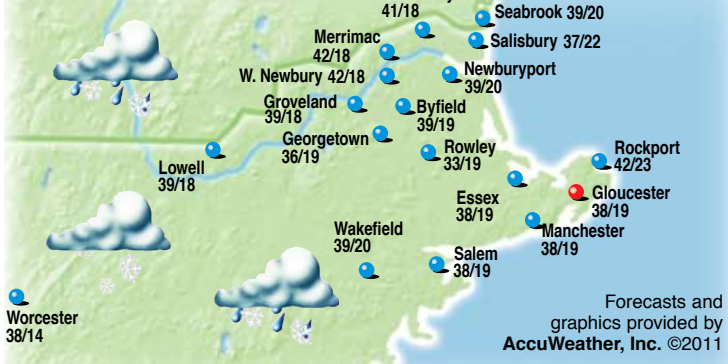 41/18
Seabrook 39/20
Merrimac
42/18
Salisbury 37/22
W. Newbury 42/18
Newburyport
39/20
Groveland
39/18
Byfield
39/19
Georgetown
36/19
Rowley
33/19
Rockport
42/23
Lowell
39/18
Essex
38/19
Gloucester
38/19
Manchester
38/19
Wakefield
39/20
Salem
38/19
Worcester
38/14
Forecasts and
graphics provided by
AccuWeather, Inc. ©2011